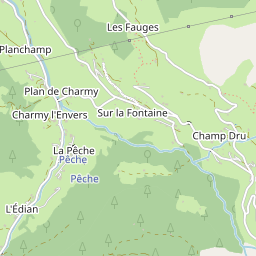 Les Fauges
Planchamp
Plan de Charmy
Charmy l'Envers
Sur la Fontaine
Champ Dru
La Pêche
Pêche
Pêche
L'Édian